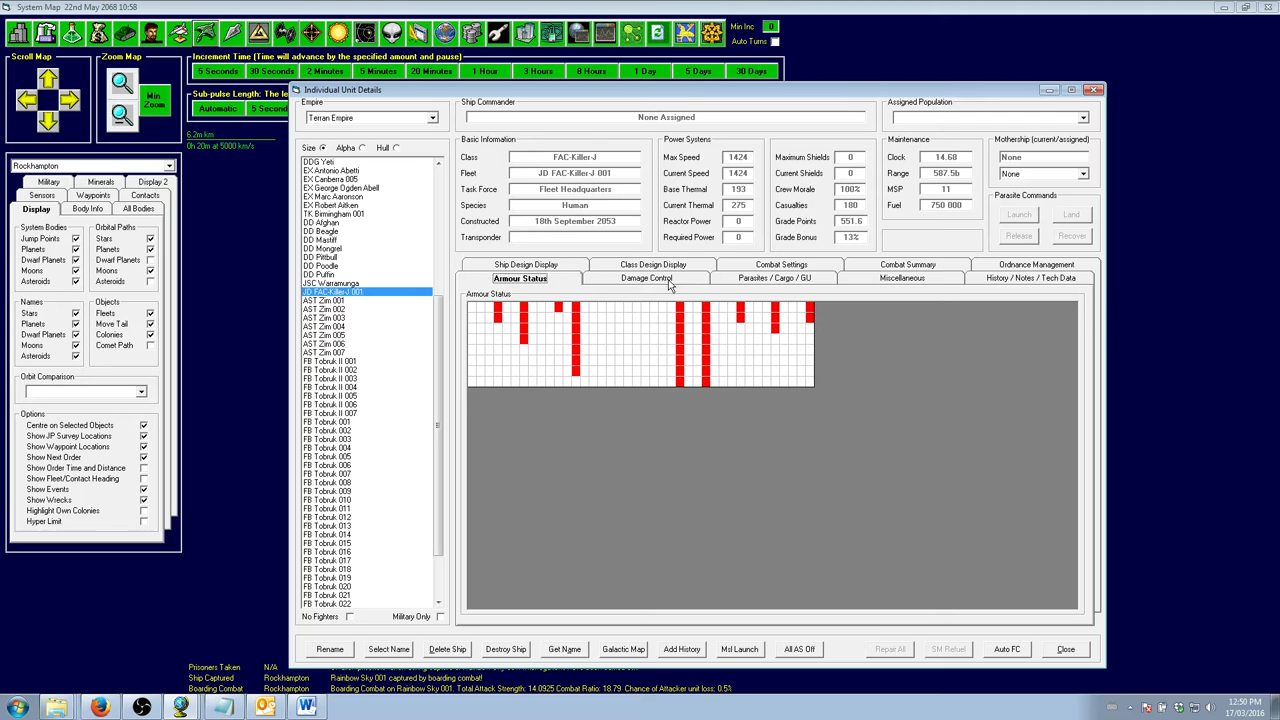 System Map  22nd May 2068 10:58
Min Inc 0
Auto Turns
Scroll Map
Zoom Map
Min Zoom
Increment Time (Time will advance by the specified amount and pause)
5 Seconds 30 Seconds 2 Minutes 5 Minutes 20 Minutes 1 Hour 3 Hours 8 Hours 1 Day 5 Days 30 Days
Sub-pulse Length: The le
Automatic 5 Secon
6.2m km
0h 20m at 5000 km/s
Rockhampton
Military Minerals Display 2
Sensors Waypoints Contacts
Display Body Info All Bodies
System Bodies
Jump Points
Planets
Dwarf Planets
Moons
Asteroids
Orbital Paths
Stars
Planets
Dwarf Planets
Moons
Asteroids
Names
Stars
Planets
Dwarf Planets
Moons
Asteroids
Objects
Fleets
Move Tail
Colonies
Comet Path
Orbit Comparison
Options
Centre on Selected Objects
Show JP Survey Locations
Show Waypoint Locations
Show Next Order
Show Order Time and Distance
Show Fleet/Contact Heading
Show Events
Show Wrecks
Highlight Own Colonies
Hyper Limit
Individual Unit Details
Empire
Terran Empire
Size Alpha Hull
DDG Yeti
EX Antonio Abetti
EX Canberra 005
EX George Ogden Abell
EX Marc Aaronson
EX Robert Aitken
TK Birmingham 001
DD Afghan
DD Beagle
DD Mastiff
DD Mongrel
DD Pittbull
DD Poodle
DD Puffin
JSC Warramunga
JD FAC-Killer-J 001
AST Zim 001
AST Zim 002
AST Zim 003
AST Zim 004
AST Zim 005
AST Zim 006
AST Zim 007
FB Tobruk II 001
FB Tobruk II 002
FB Tobruk II 003
FB Tobruk II 004
FB Tobruk II 005
FB Tobruk II 006
FB Tobruk II 007
FB Tobruk 001
FB Tobruk 002
FB Tobruk 003
FB Tobruk 004
FB Tobruk 005
FB Tobruk 006
FB Tobruk 007
FB Tobruk 008
FB Tobruk 009
FB Tobruk 010
FB Tobruk 011
FB Tobruk 012
FB Tobruk 013
FB Tobruk 014
FB Tobruk 015
FB Tobruk 016
FB Tobruk 017
FB Tobruk 018
FB Tobruk 019
FB Tobruk 020
FB Tobruk 021
FB Tobruk 022
No Fighters Military Only
Ship Commander
None Assigned
Assigned Population
Basic Information
Class FAC-Killer-J
Fleet JD FAC-Killer-J 001
Task Force Fleet Headquarters
Species Human
Constructed 18th September 2053
Transponder
Power Systems
Max Speed 1424
Current Speed 1424
Base Thermal 193
Current Thermal 275
Reactor Power 0
Required Power 0
Maximum Shields 0
Current Shields 0
Crew Morale 100%
Casualties 180
Grade Points 551.6
Grade Bonus 13%
Maintenance
Clock 14.68
Range 587.5b
MSP 11
Fuel 750 000
Mothership (current/assigned)
None
None
Parasite Commands
Launch Land
Release Recover
Ship Design Display Class Design Display Combat Settings Combat Summary Ordnance Management
Armour Status Damage Control Parasites / Cargo / GU Miscellaneous History / Notes / Tech Data
Armour Status
Rename Select Name Delete Ship Destroy Ship Get Name Galactic Map Add History Msl Launch All AS Off Repair All SM Refuel Auto FC Close
Prisoners Taken N/A
Ship Captured Rockhampton Rainbow Sky 001 captured by boarding combat!
Boarding Combat Rockhampton Boarding Combat on Rainbow Sky 001. Total Attack Strength: 14.0925 Combat Ratio: 18.79 Chance of Attacker unit loss: 0.5%
12:50 PM
17/03/2016